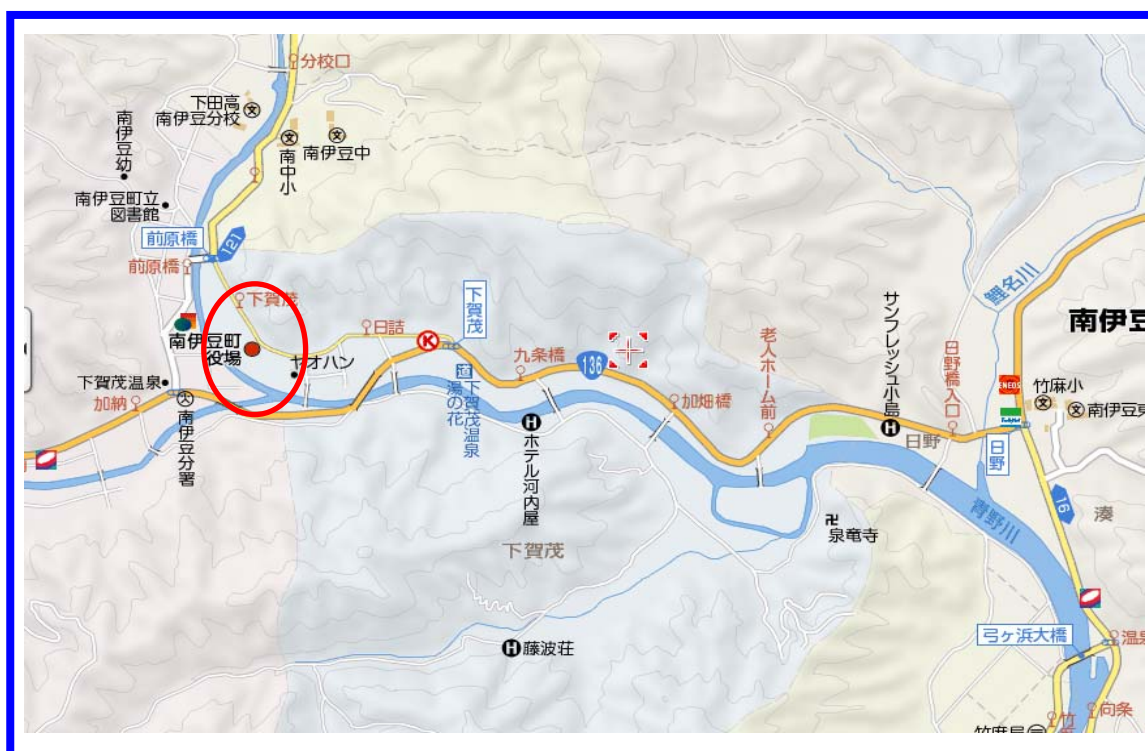 分校口
下田高
南伊豆分校
南伊豆幼
南中小
南伊豆中
南伊豆町立
図書館
前原橋
121
前原橋
下賀茂
南伊豆町
役場
日詰
ヤオハン
K
下賀茂
下賀茂温泉
加納
南伊豆分署
下賀茂温泉
湯の花
九条橋
H
ホテル河内屋
136
加畑橋
老人ホーム前
サンフレッシュ小島
H
日野
日野橋入口
鯉名川
南伊豆
ENEOS
竹麻小
南伊豆東
日野
16
湊
青野川
卍
泉竜寺
下賀茂
H
藤波荘
弓ヶ浜大橋
温泉
向条
竹麻局
竹